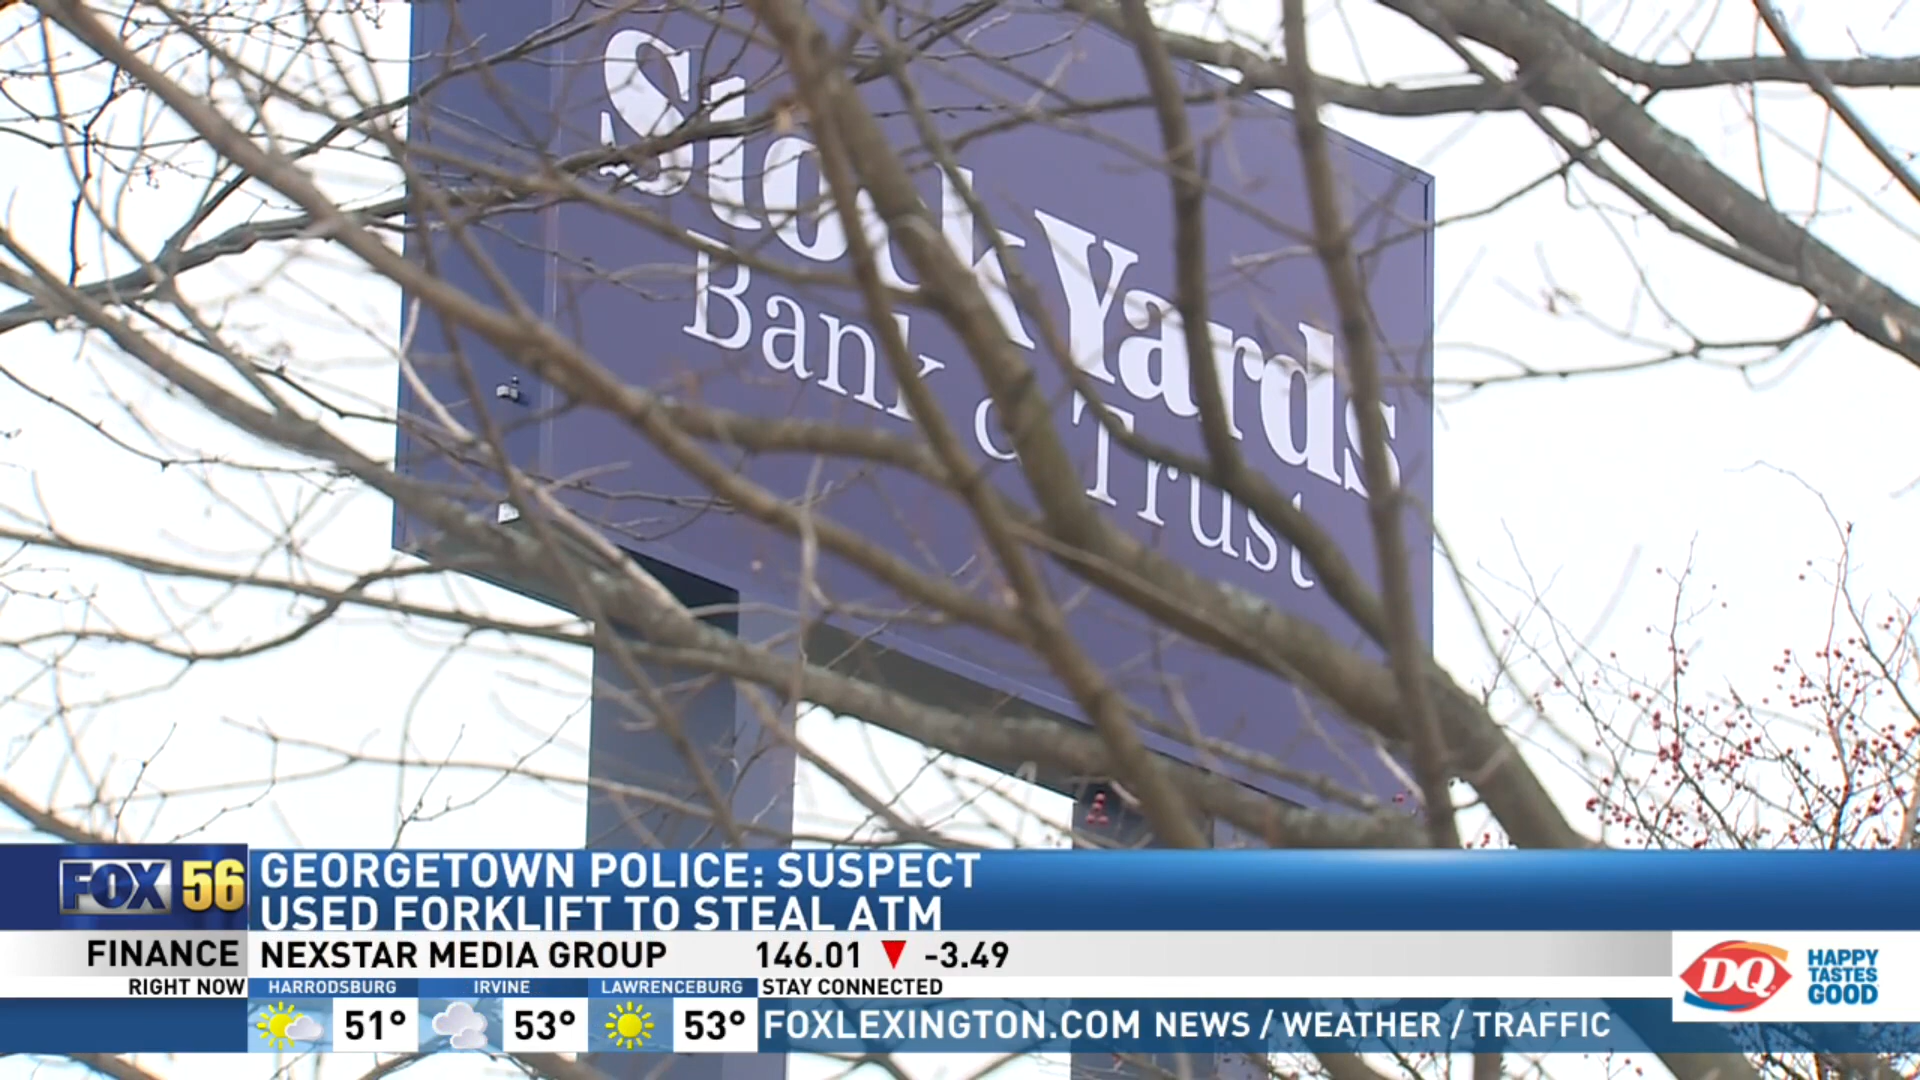 Stock Yards
Bank & Trust
FOX 56
GEORGETOWN POLICE: SUSPECT
USED FORKLIFT TO STEAL ATM
FINANCE NEXSTAR MEDIA GROUP 146.01 ▼ -3.49
RIGHT NOW HARRODSBURG IRVINE LAWRENCEBURG STAY CONNECTED
51° 53° 53° FOXLEXINGTON.COM NEWS / WEATHER / TRAFFIC
DQ
HAPPY
TASTES
GOOD